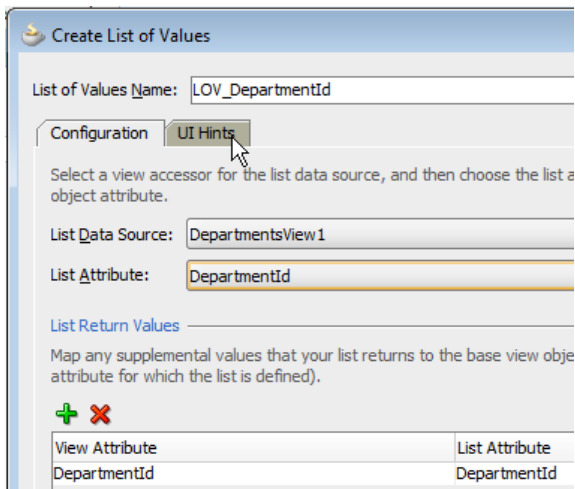 Create List of Values
List of Values Name: LOV_DepartmentId
Configuration UI Hints
Select a view accessor for the list data source, and then choose the list a
object attribute.
List Data Source: DepartmentsView1
List Attribute: DepartmentId
List Return Values
Map any supplemental values that your list returns to the base view obje
attribute for which the list is defined).
View Attribute List Attribute
DepartmentId DepartmentId